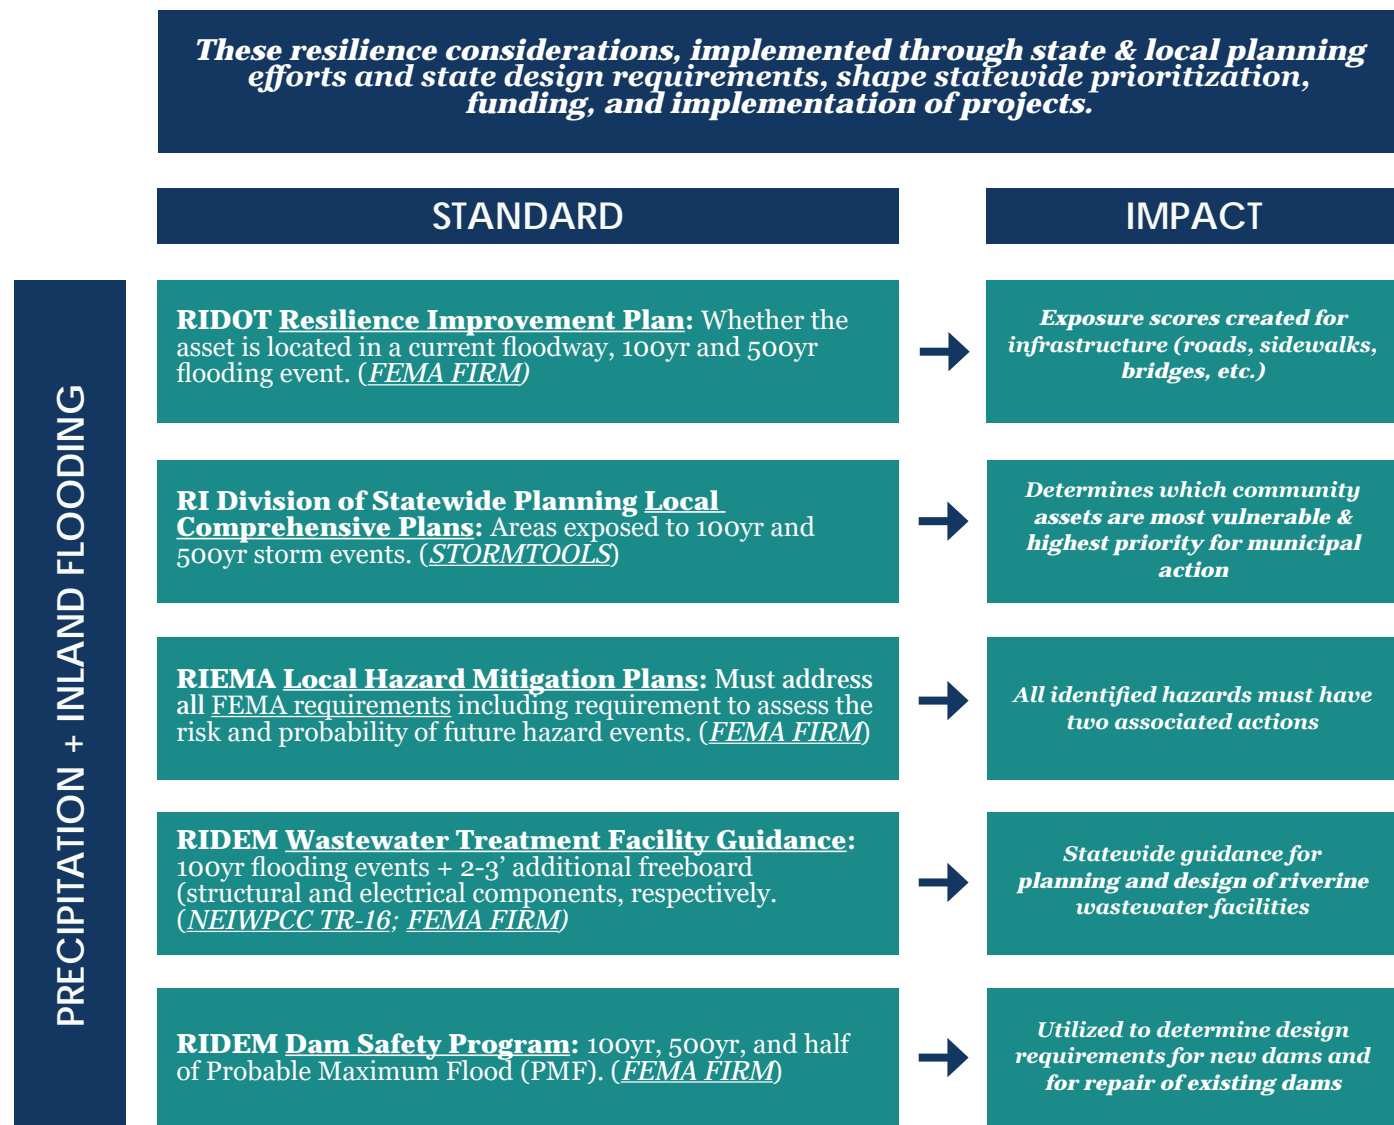 These resilience considerations, implemented through state & local planning
efforts and state design requirements, shape statewide prioritization,
funding, and implementation of projects.
STANDARD
IMPACT
PRECIPITATION + INLAND FLOODING
RIDOT Resilience Improvement Plan: Whether the
asset is located in a current floodway, 100yr and 500yr
flooding event. (FEMA FIRM)
Exposure scores created for
infrastructure (roads, sidewalks,
bridges, etc.)
RI Division of Statewide Planning Local
Comprehensive Plans: Areas exposed to 100yr and
500yr storm events. (STORMTOOLS)
Determines which community
assets are most vulnerable &
highest priority for municipal
action
RIEMA Local Hazard Mitigation Plans: Must address
all FEMA requirements including requirement to assess the
risk and probability of future hazard events. (FEMA FIRM)
All identified hazards must have
two associated actions
RIDEM Wastewater Treatment Facility Guidance:
100yr flooding events + 2-3’ additional freeboard
(structural and electrical components, respectively.
(NEIWPCC TR-16; FEMA FIRM)
Statewide guidance for
planning and design of riverine
wastewater facilities
RIDEM Dam Safety Program: 100yr, 500yr, and half
of Probable Maximum Flood (PMF). (FEMA FIRM)
Utilized to determine design
requirements for new dams and
for repair of existing dams